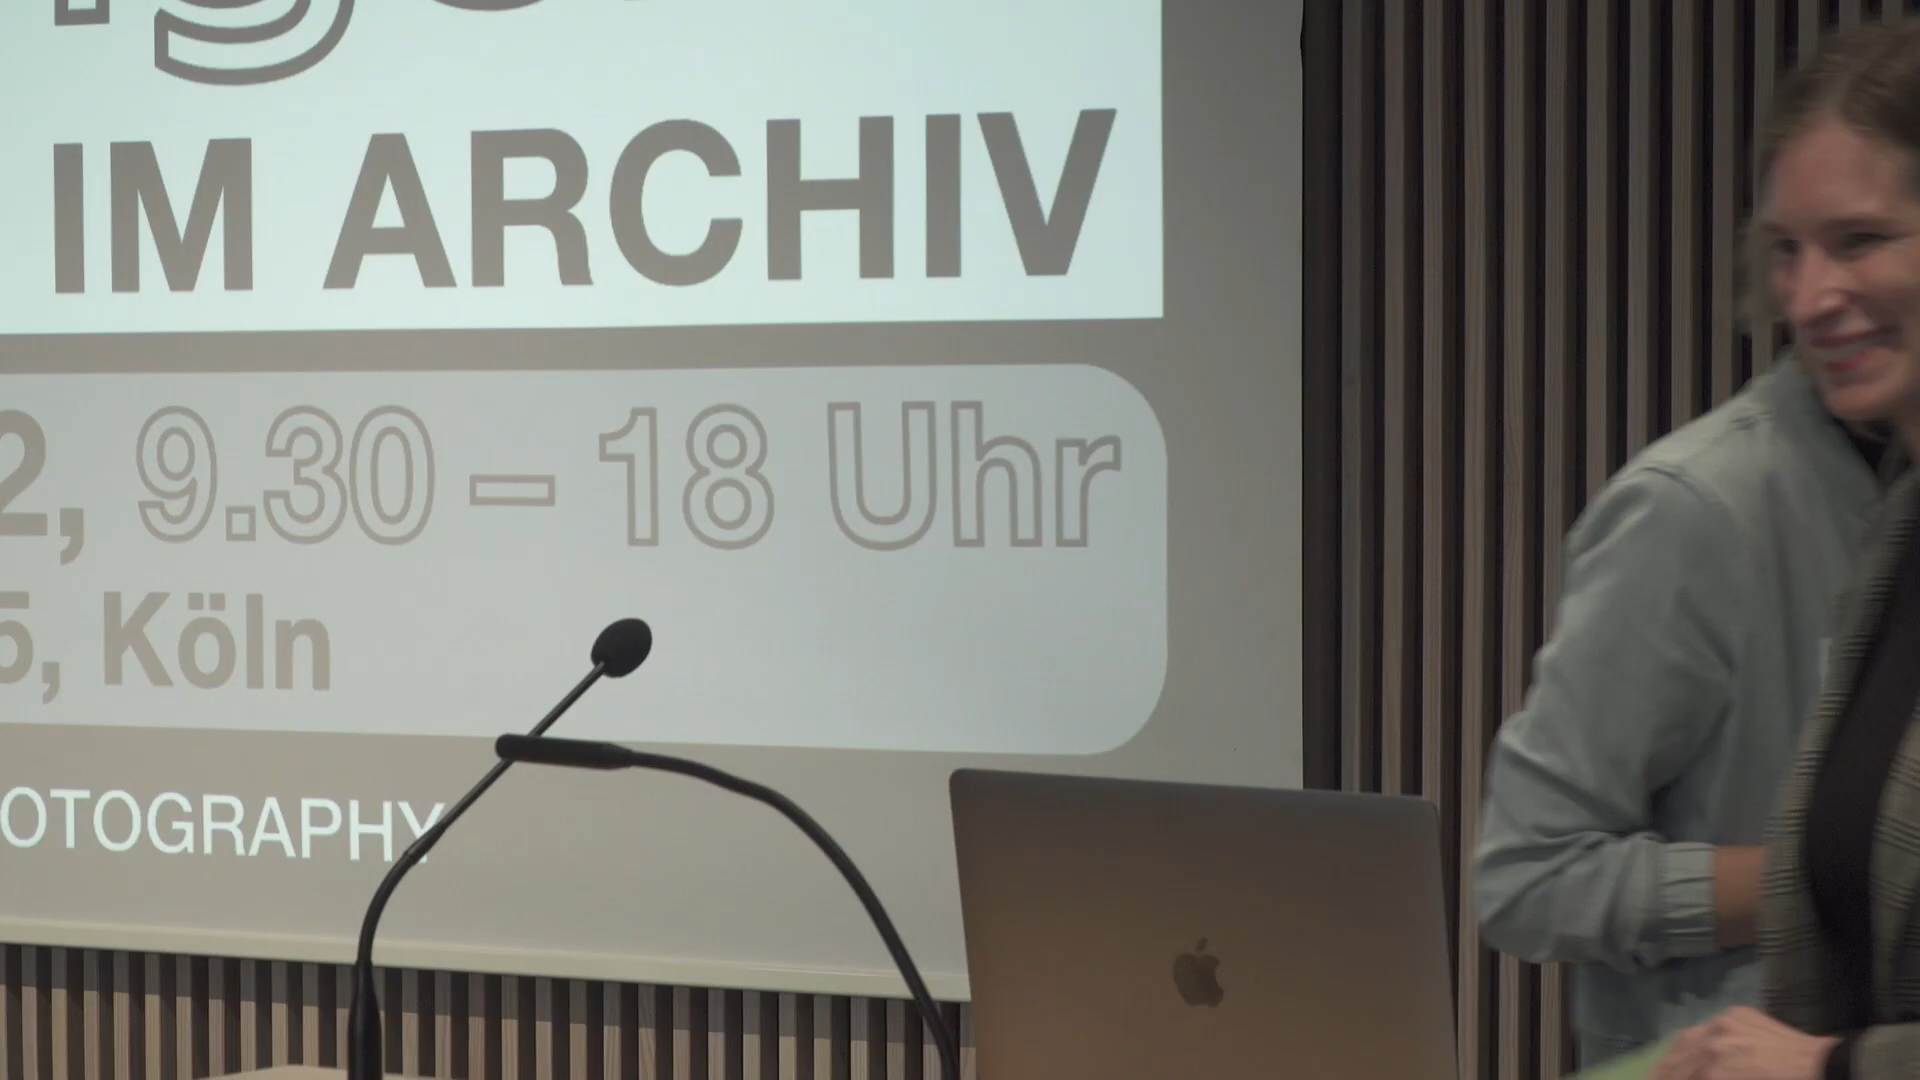 IM ARCHIV
2, 9.30 – 18 Uhr
5, Köln
OTOGRAPHY